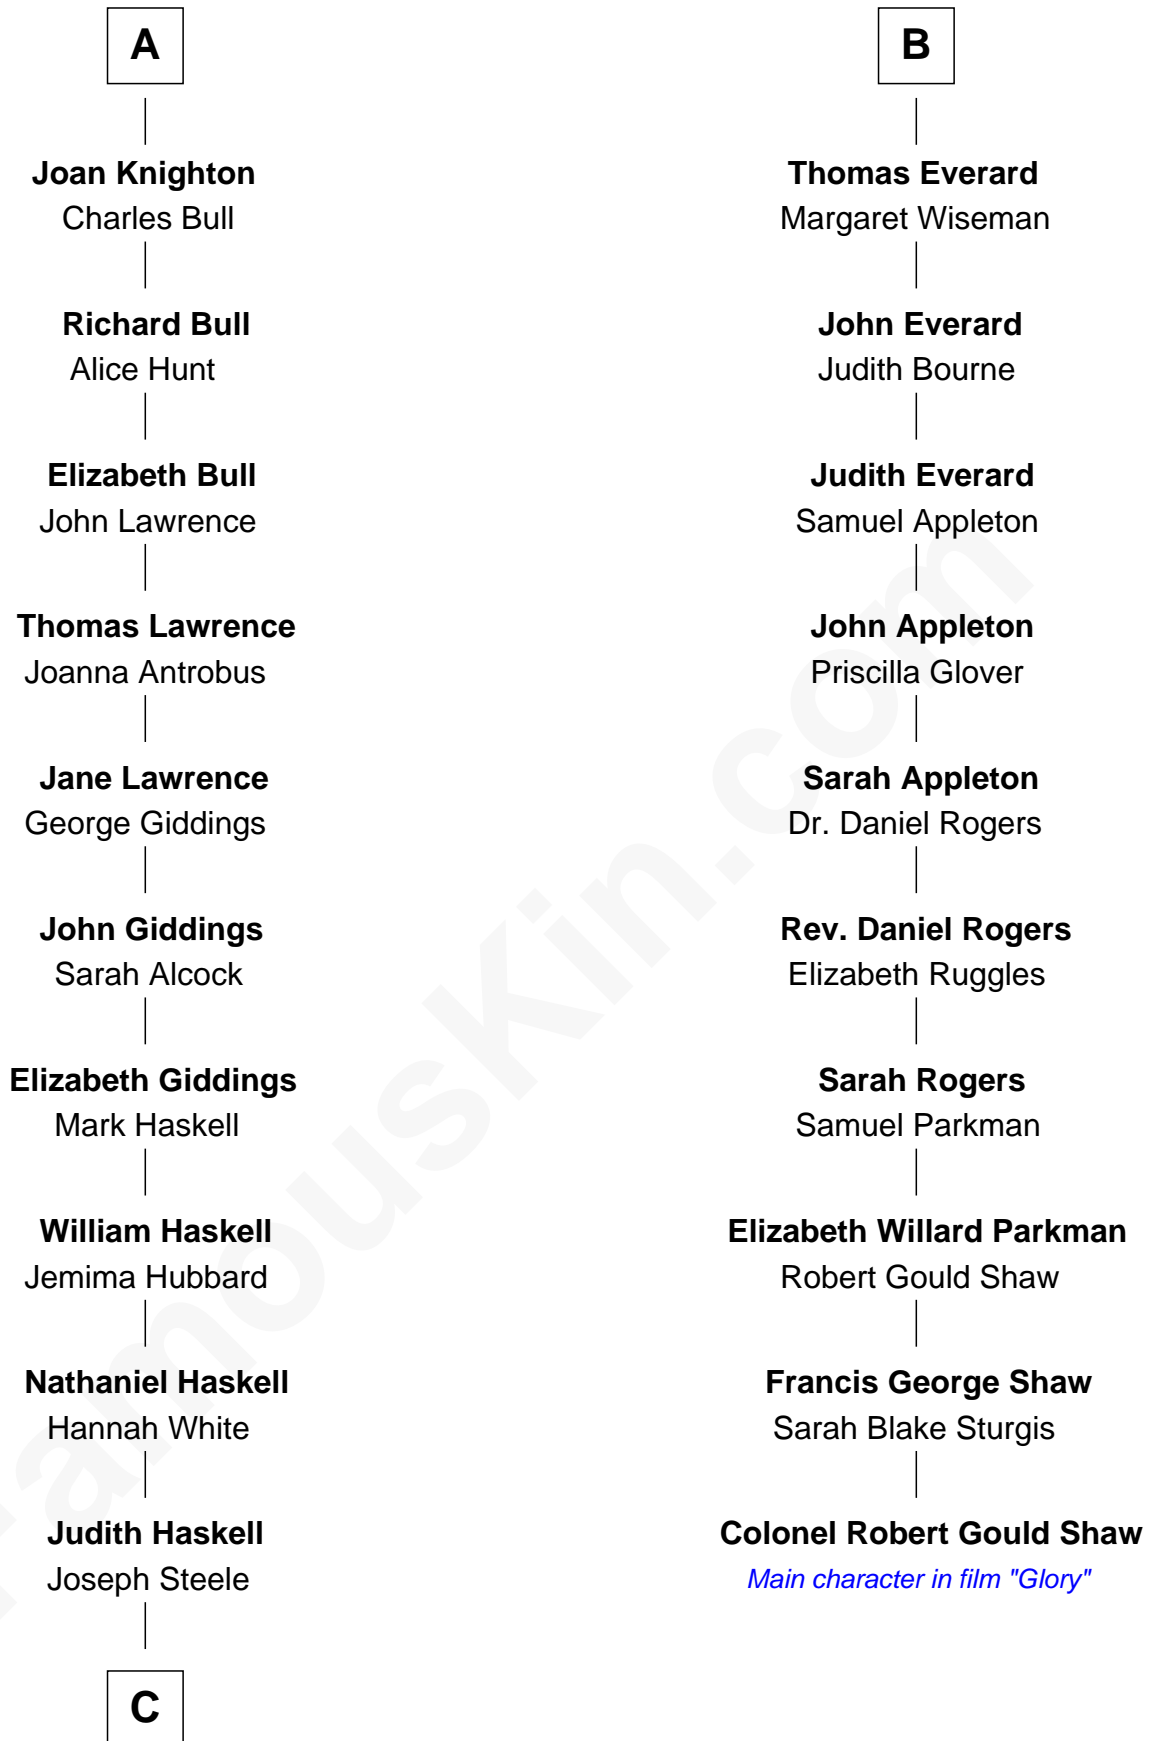 A
Joan Knighton
Charles Bull
Richard Bull
Alice Hunt
Elizabeth Bull
John Lawrence
Thomas Lawrence
Joanna Antrobus
Jane Lawrence
George Giddings
John Giddings
Sarah Alcock
Elizabeth Giddings
Mark Haskell
William Haskell
Jemima Hubbard
Nathaniel Haskell
Hannah White
Judith Haskell
Joseph Steele
C
B
Thomas Everard
Margaret Wiseman
John Everard
Judith Bourne
Judith Everard
Samuel Appleton
John Appleton
Priscilla Glover
Sarah Appleton
Dr. Daniel Rogers
Rev. Daniel Rogers
Elizabeth Ruggles
Sarah Rogers
Samuel Parkman
Elizabeth Willard Parkman
Robert Gould Shaw
Francis George Shaw
Sarah Blake Sturgis
Colonel Robert Gould Shaw
Main character in film "Glory"
FamousKin.com